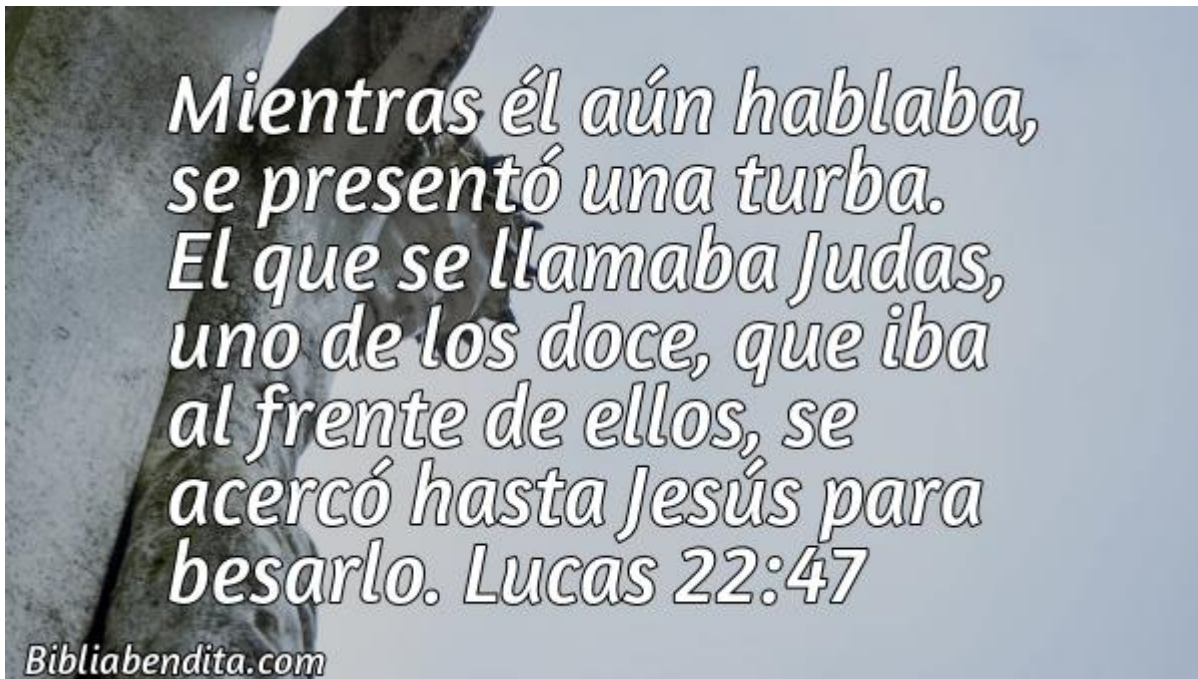 Mientras él aún hablaba,
se presentó una turba.
El que se llamaba Judas,
uno de los doce, que iba
al frente de ellos, se
acercó hasta Jesús para
besarlo. Lucas 22:47
Bibliabendita.com